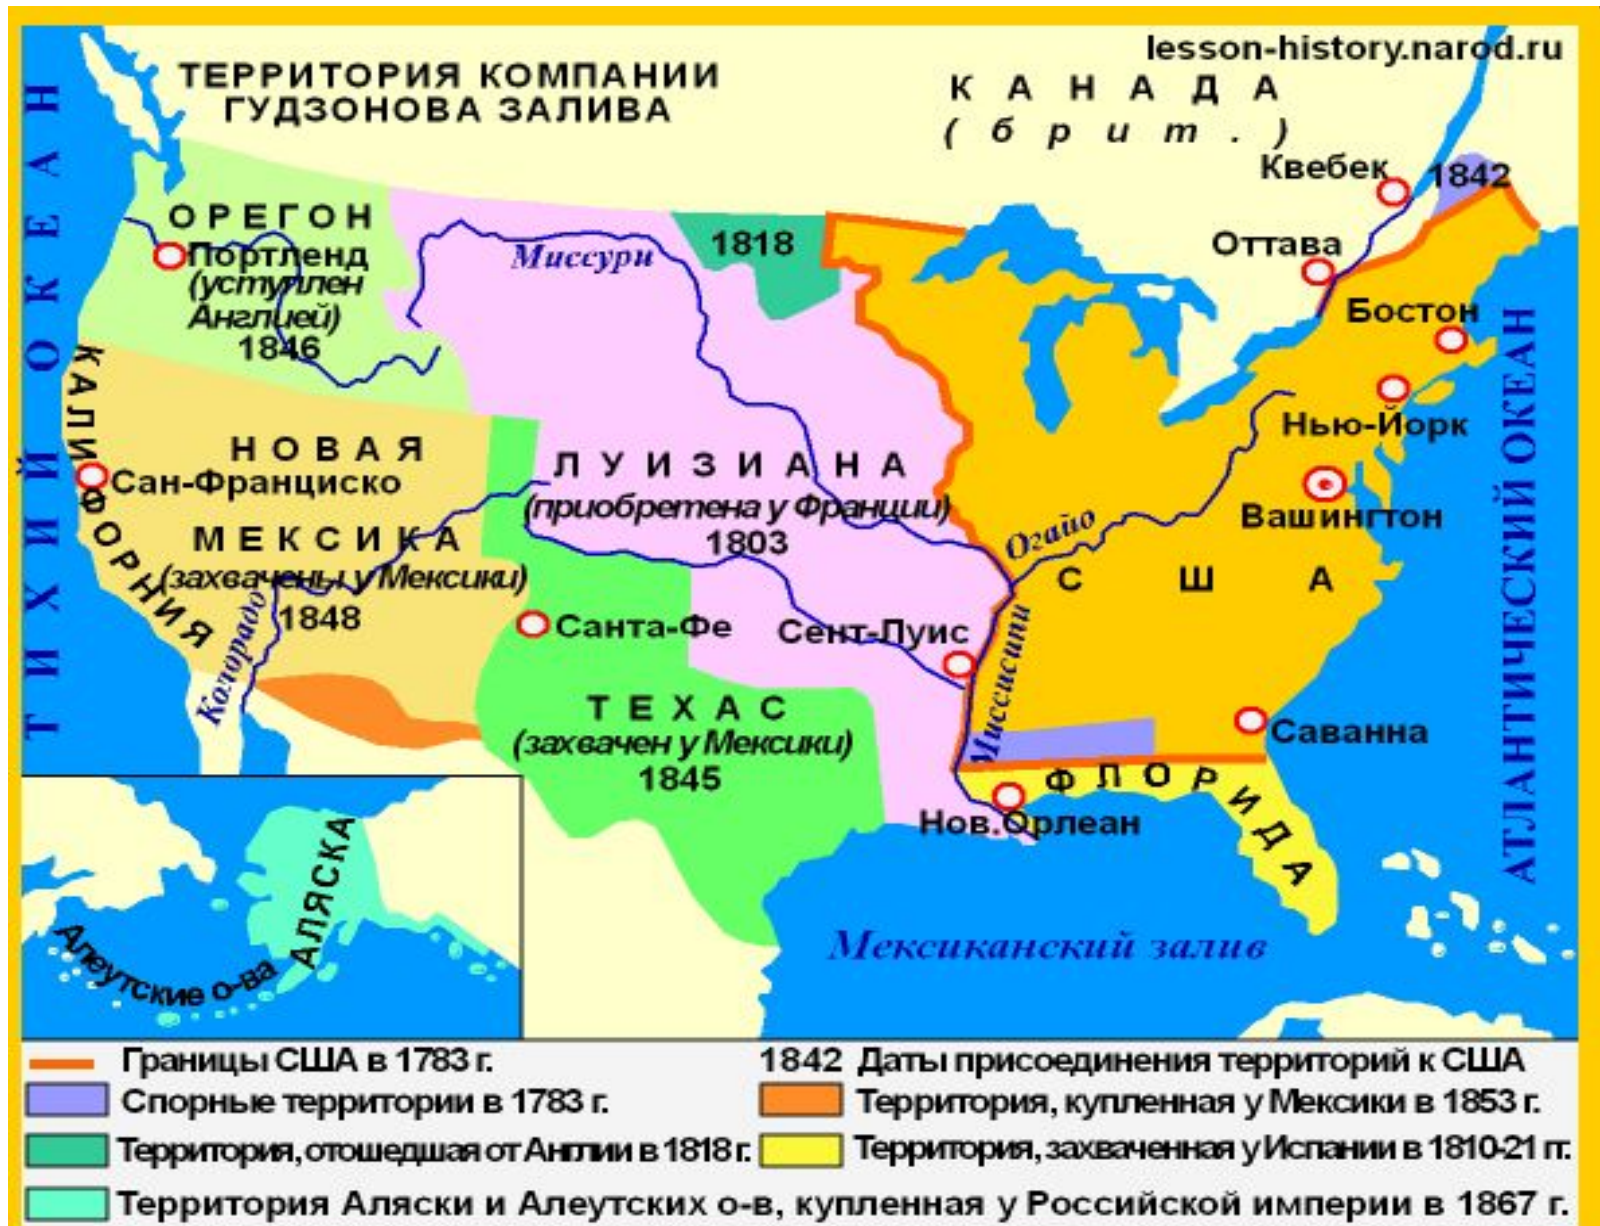 lesson-history.narod.ru
ТЕРРИТОРИЯ КОМПАНИИ
ГУДЗОНОВА ЗАЛИВА
КАНАДА
(брит.)
Квебек
1842
ОРЕГОН
Портленд
(уступлен
Англией)
1846
Миссури
1818
Оттава
Бостон
Нью-Йорк
Вашингтон
ТИХИЙ ОКЕАН
АТЛАНТИЧЕСКИЙ ОКЕАН
КАЛИФОРНИЯ
НОВАЯ
Сан-Франциско
МЕКСИКА
(захвачены у Мексики)
1848
Колорадо
ЛУИЗИАНА
(приобретена у Франции)
1803
Огайо
США
Санта-Фе
Сент-Луис
Миссисипи
ТЕХАС
(захвачен у Мексики)
1845
Саванна
ФЛОРИДА
Нов.Орлеан
Мексиканский залив
АЛЯСКА
Алеутские о-ва
Границы США в 1783 г.
1842 Даты присоединения территорий к США
Спорные территории в 1783 г.
Территория, купленная у Мексики в 1853 г.
Территория, отошедшая от Англии в 1818 г.
Территория, захваченная у Испании в 1810-21 гг.
Территория Аляски и Алеутских о-в, купленная у Российской империи в 1867 г.